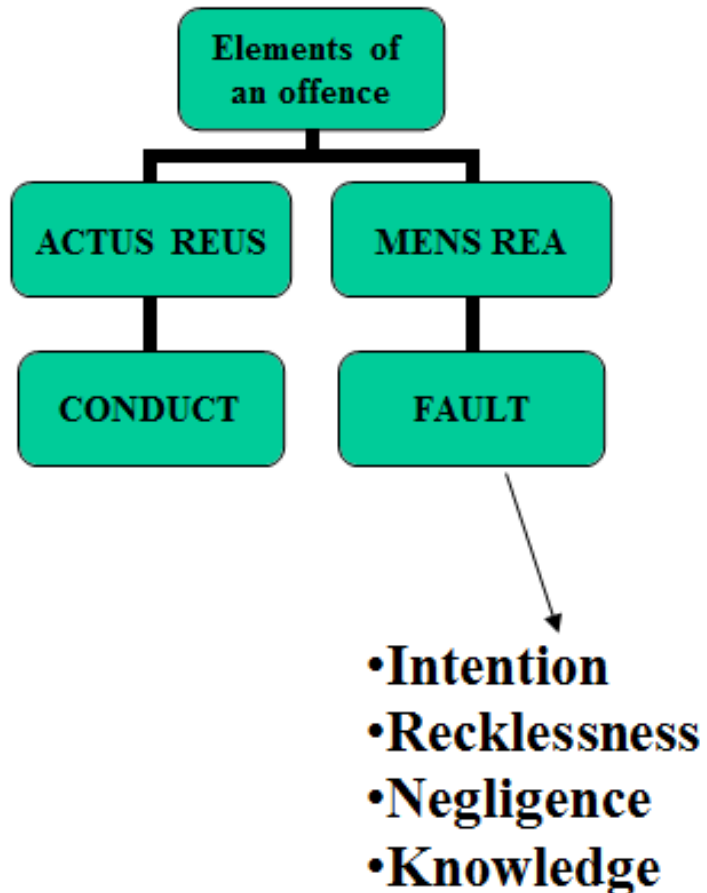 Elements of
an offence
ACTUS REUS
MENS REA
CONDUCT
FAULT
•Intention
•Recklessness
•Negligence
•Knowledge